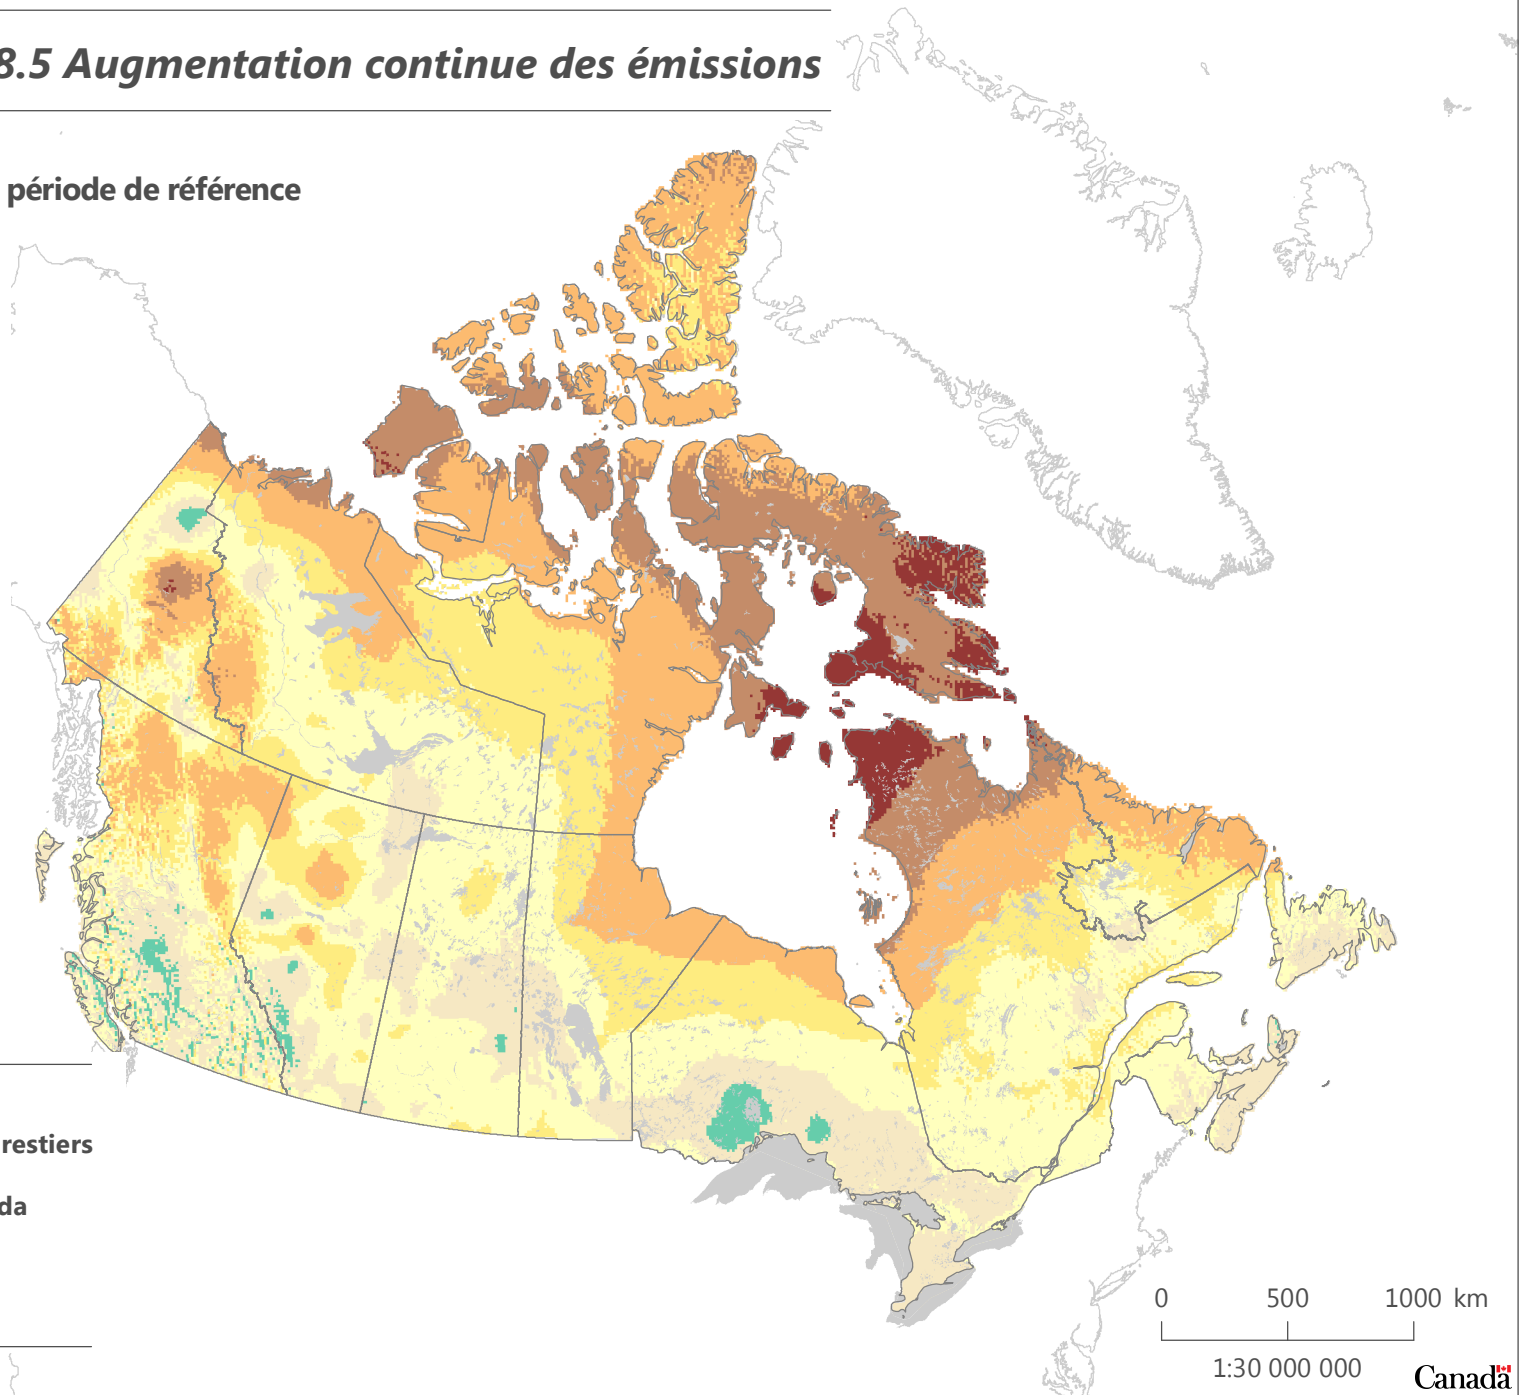 8.5 Augmentation continue des émissions
période de référence
restiers
da
0 500 1000 km
1:30 000 000
Canada